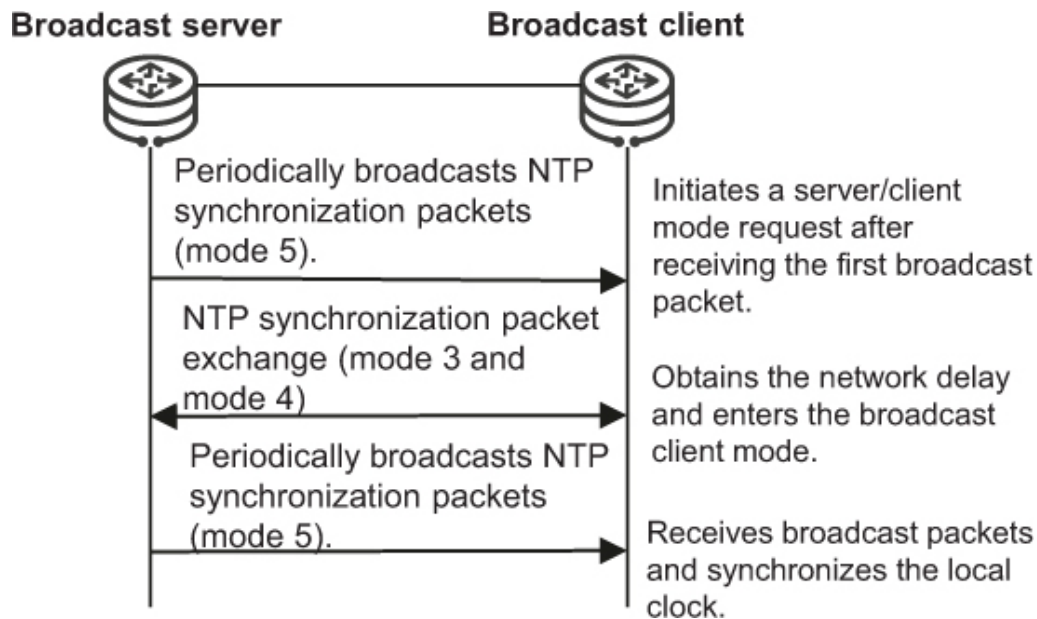 Broadcast server
Broadcast client
Periodically broadcasts NTP
synchronization packets
(mode 5).
Initiates a server/client
mode request after
receiving the first broadcast
packet.
NTP synchronization packet
exchange (mode 3 and
mode 4)
Obtains the network delay
and enters the broadcast
client mode.
Periodically broadcasts NTP
synchronization packets
(mode 5).
Receives broadcast packets
and synchronizes the local
clock.